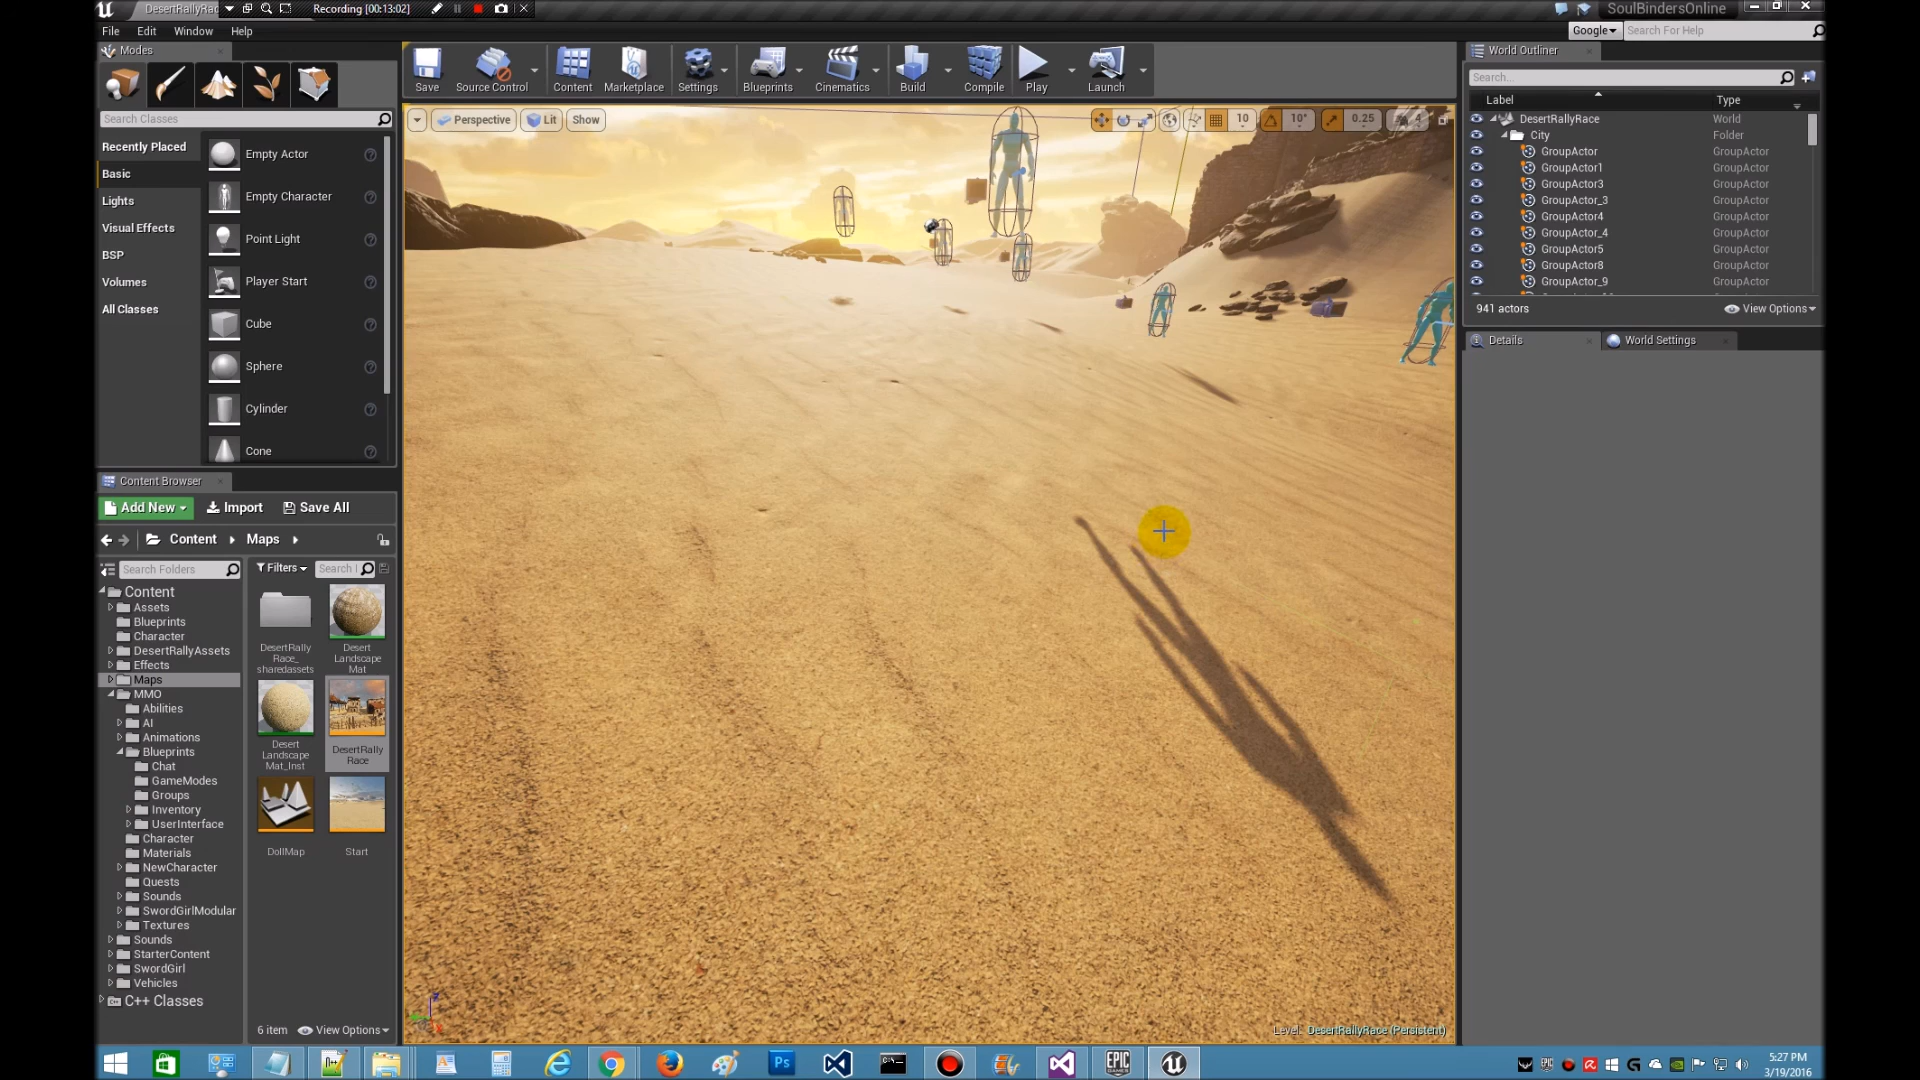 DesertRallyRac
Recording [00:13:02]
SoulBindersOnline
File Edit Window Help
Google
Search For Help
Modes
Search Classes
Recently Placed
Basic
Lights
Visual Effects
BSP
Volumes
All Classes
Empty Actor
Empty Character
Point Light
Player Start
Cube
Sphere
Cylinder
Cone
Save
Source Control
Content
Marketplace
Settings
Blueprints
Cinematics
Build
Compile
Play
Launch
Perspective
Lit
Show
10
10°
0.25
4
World Outliner
Search...
Label Type
DesertRallyRace World
City Folder
GroupActor GroupActor
GroupActor1 GroupActor
GroupActor3 GroupActor
GroupActor_3 GroupActor
GroupActor4 GroupActor
GroupActor_4 GroupActor
GroupActor5 GroupActor
GroupActor8 GroupActor
GroupActor_9 GroupActor
941 actors
View Options
Details
World Settings
Content Browser
Add New
Import
Save All
Content
Maps
Search Folders
Filters
Search
Content
Assets
Blueprints
Character
DesertRallyAssets
Effects
Maps
MMO
Abilities
AI
Animations
Blueprints
Chat
GameModes
Groups
Inventory
UserInterface
Character
Materials
NewCharacter
Quests
Sounds
SwordGirlModular
Textures
Sounds
StarterContent
SwordGirl
Vehicles
C++ Classes
DesertRally
Race_
sharedassets
Desert
Landscape
Mat
Desert
Landscape
Mat_Inst
DesertRally
Race
DollMap
Start
6 item
View Options
Level: DesertRallyRace (Persistent)
Ps
EPIC
GAMES
5:27 PM
3/19/2016